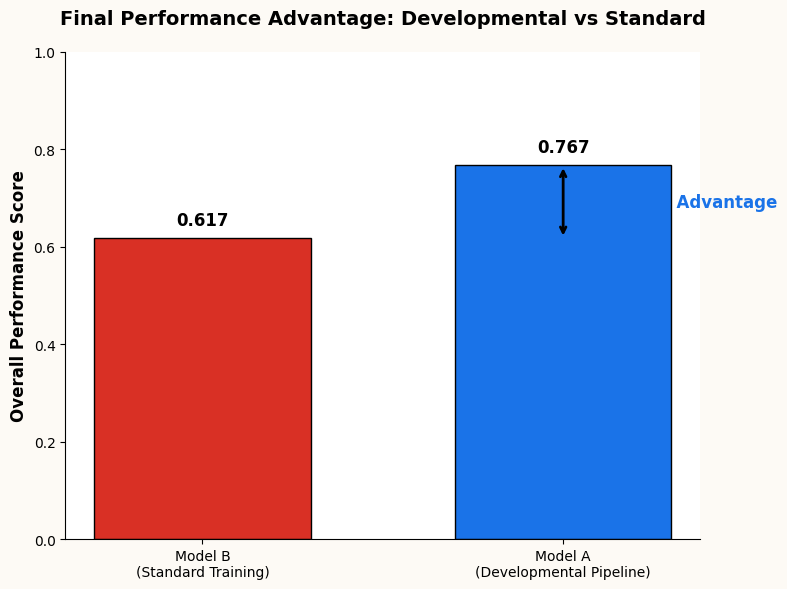 Final Performance Advantage: Developmental vs Standard
Overall Performance Score
1.0
0.8
0.6
0.4
0.2
0.0
0.617
0.767
Advantage
Model B
(Standard Training)
Model A
(Developmental Pipeline)